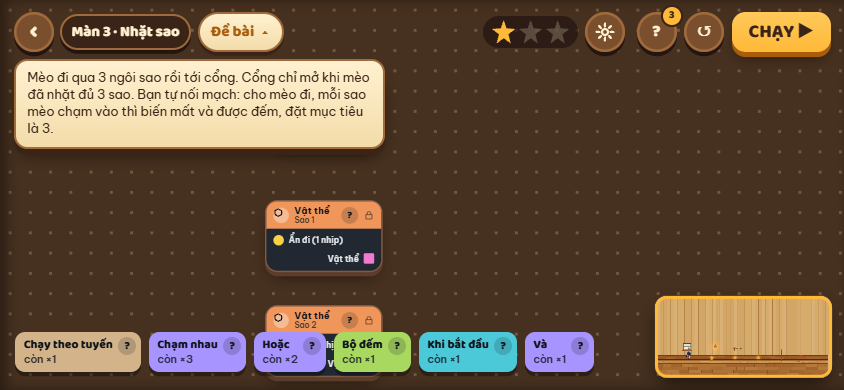 Màn 3 · Nhặt sao
Đề bài
3
?
CHẠY
Mèo đi qua 3 ngôi sao rồi tới cổng. Cổng chỉ mở khi mèo
đã nhặt đủ 3 sao. Bạn tự nối mạch: cho mèo đi, mỗi sao
mèo chạm vào thì biến mất và được đếm, đặt mục tiêu
là 3.
Vật thể
Sao 1
?
Ẩn đi (1 nhịp)
Vật thể
Vật thể
Sao 2
?
Chạy theo tuyến
còn ×1
?
Chạm nhau
còn ×3
?
Hoặc
còn ×2
?
Bộ đếm
còn ×1
?
Khi bắt đầu
còn ×1
?
Và
còn ×1
?